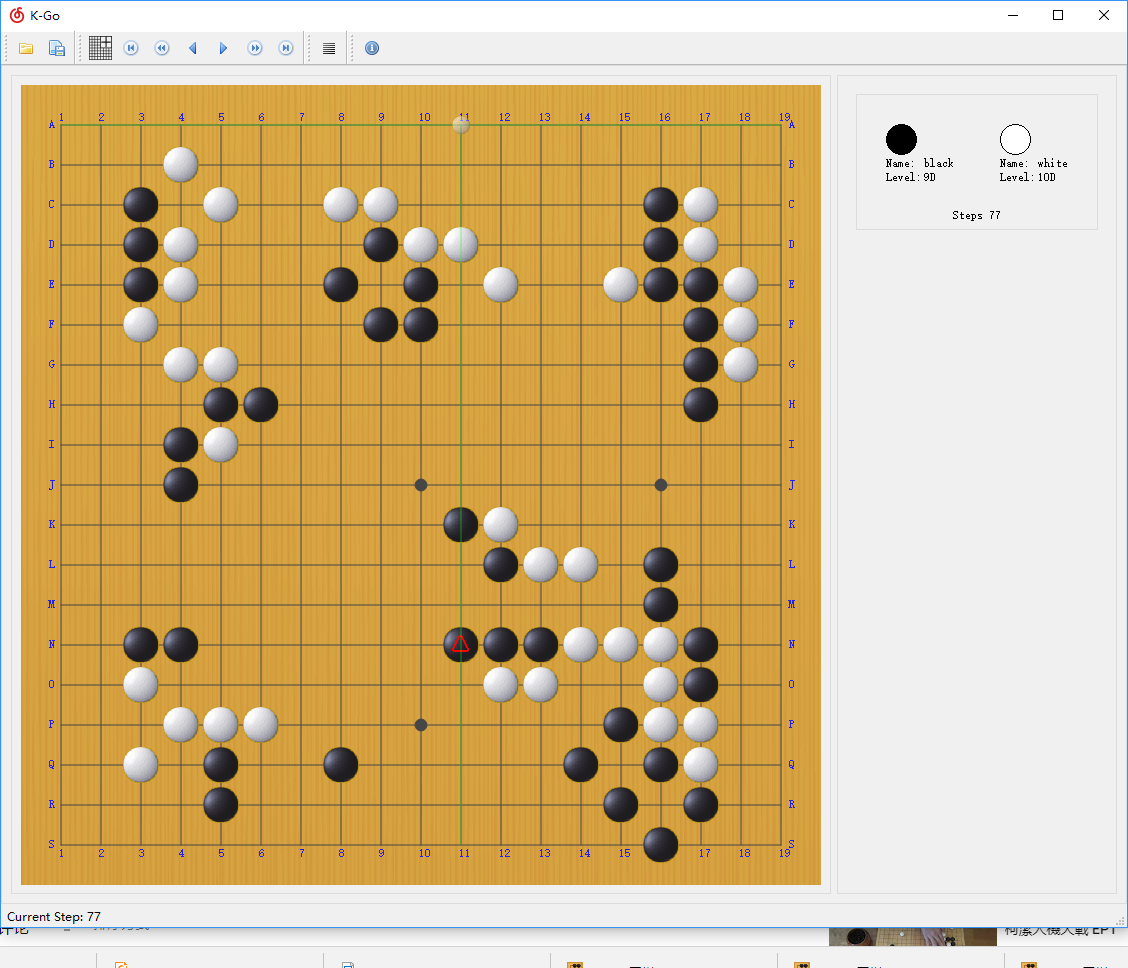 K-Go
1 2 3 4 5 6 7 8 9 10 11 12 13 14 15 16 17 18 19
A A
B B
C C
D D
E E
F F
G G
H H
I I
J J
K K
L L
M M
N N
O O
P P
Q Q
R R
S S
1 2 3 4 5 6 7 8 9 10 11 12 13 14 15 16 17 18 19
Name: black
Level:9D
Name: white
Level:10D
Steps 77
Current Step: 77
评论